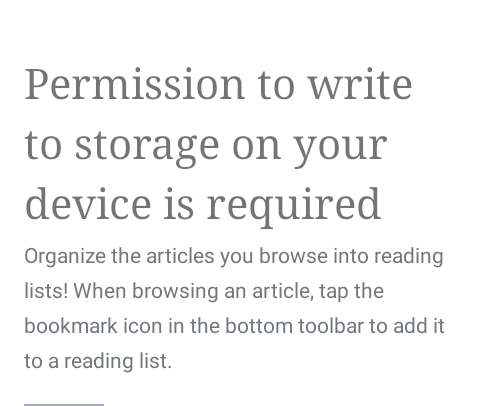 Permission to write
to storage on your
device is required
Organize the articles you browse into reading
lists! When browsing an article, tap the
bookmark icon in the bottom toolbar to add it
to a reading list.